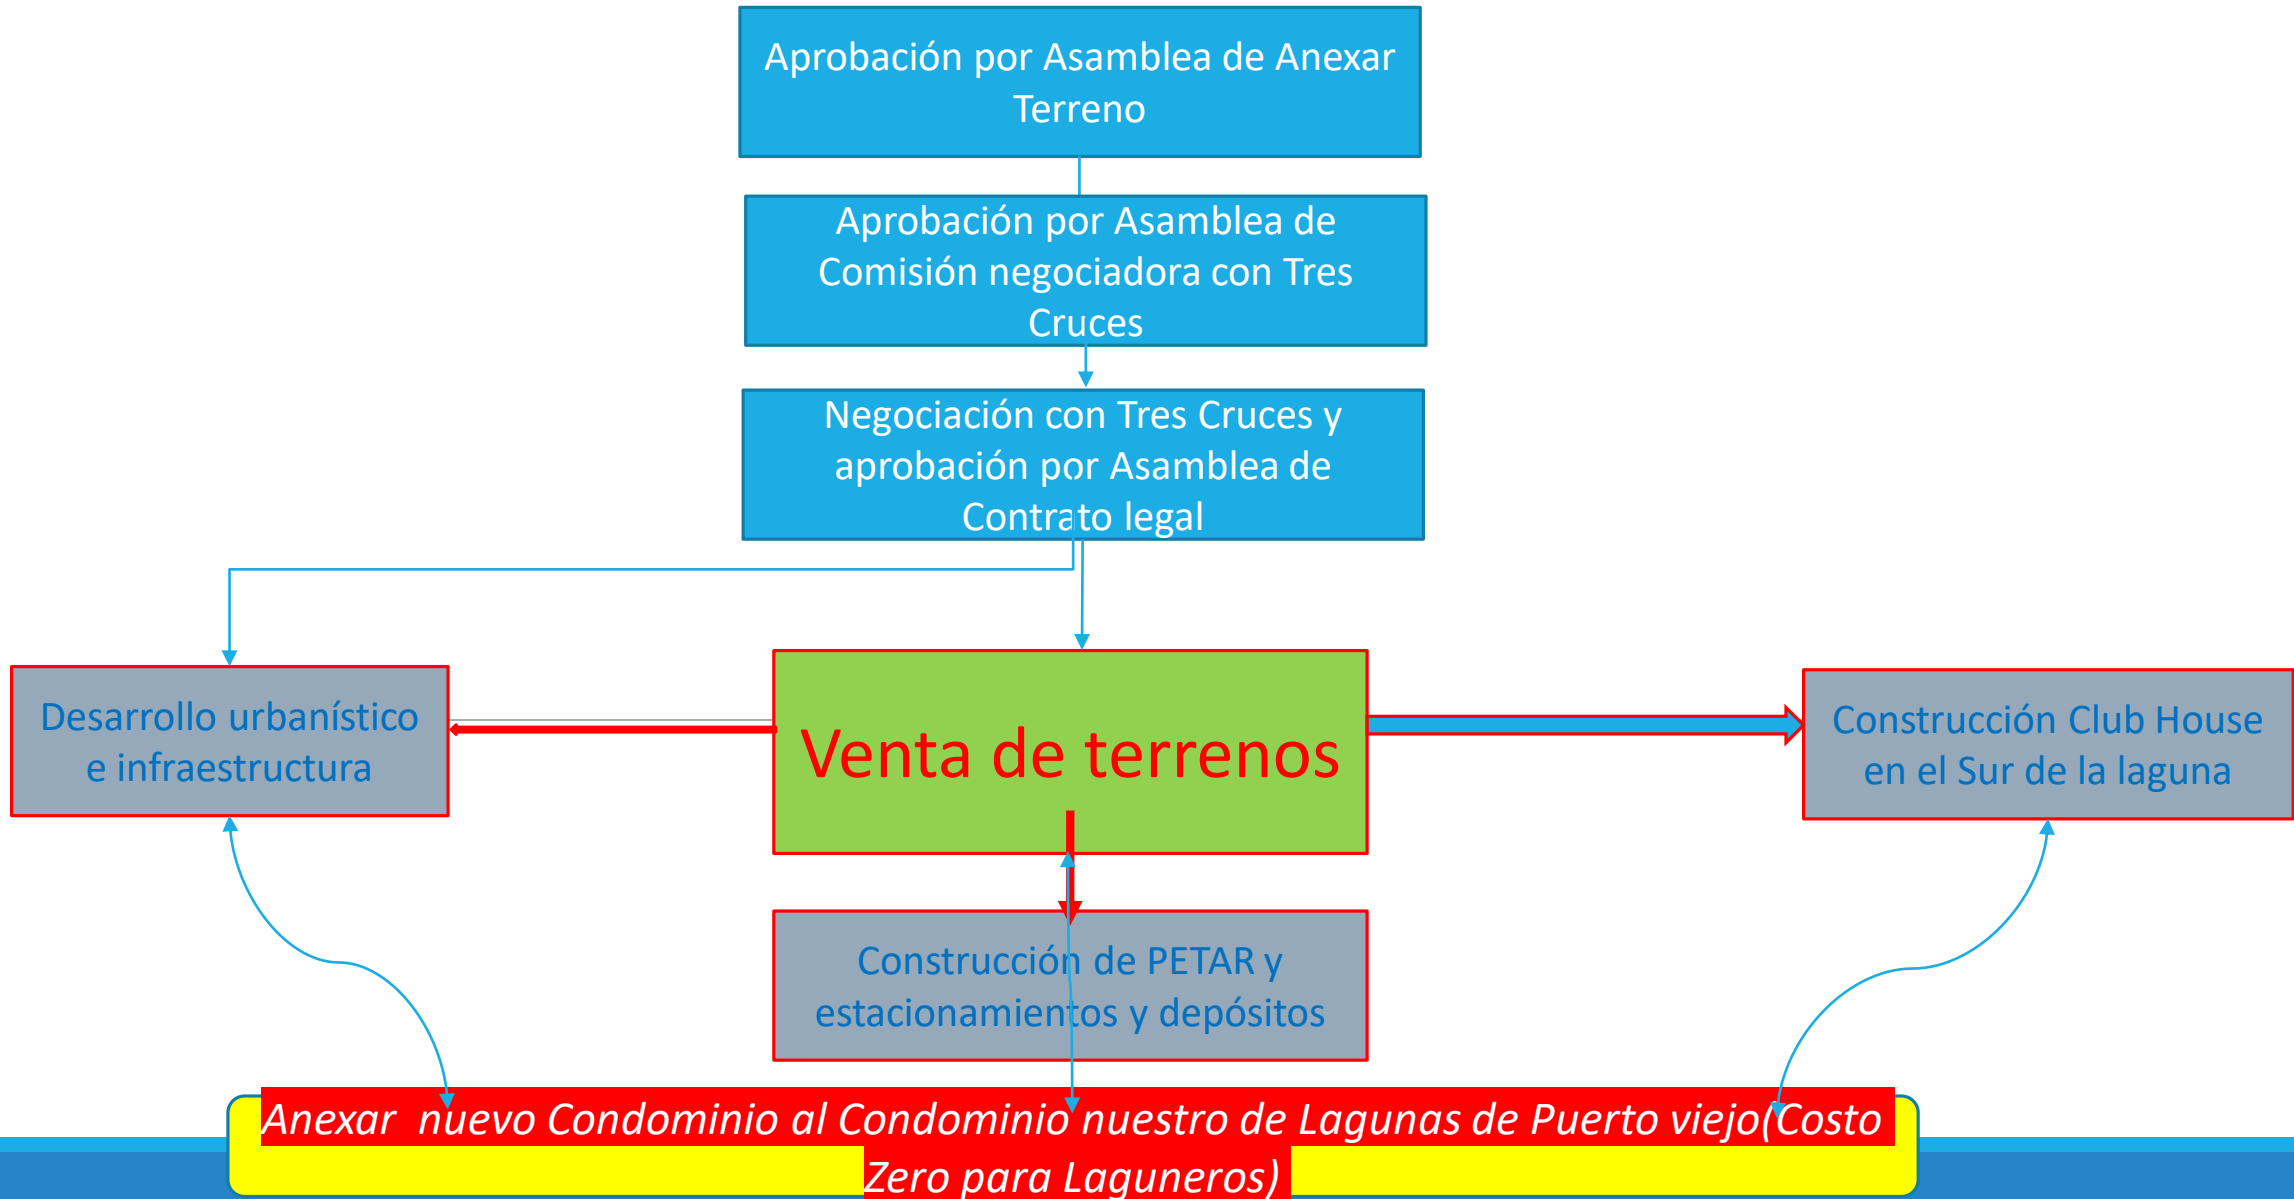 Aprobación por Asamblea de Anexar
Terreno
Aprobación por Asamblea de
Comisión negociadora con Tres
Cruces
Negociación con Tres Cruces y
aprobación por Asamblea de
Contrato legal
Desarrollo urbanístico
e infraestructura
Venta de terrenos
Construcción Club House
en el Sur de la laguna
Construcción de PETAR y
estacionamientos y depósitos
Anexar nuevo Condominio al Condominio nuestro de Lagunas de Puerto viejo(Costo
Zero para Laguneros)